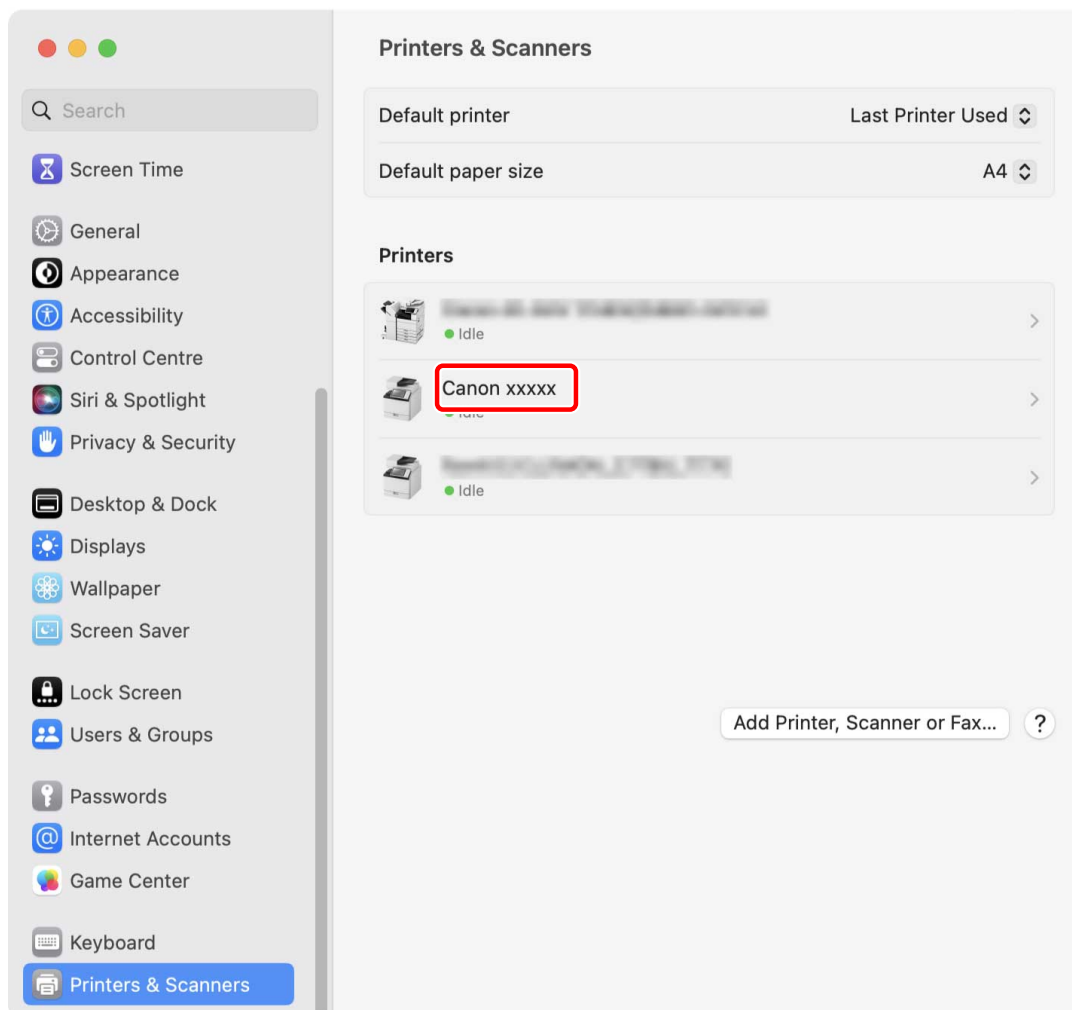 Search
Screen Time
General
Appearance
Accessibility
Control Centre
Siri & Spotlight
Privacy & Security
Desktop & Dock
Displays
Wallpaper
Screen Saver
Lock Screen
Users & Groups
Passwords
Internet Accounts
Game Center
Keyboard
Printers & Scanners
Printers & Scanners
Default printer Last Printer Used
Default paper size A4
Printers
Idle
Canon xxxxx
Idle
Add Printer, Scanner or Fax... ?